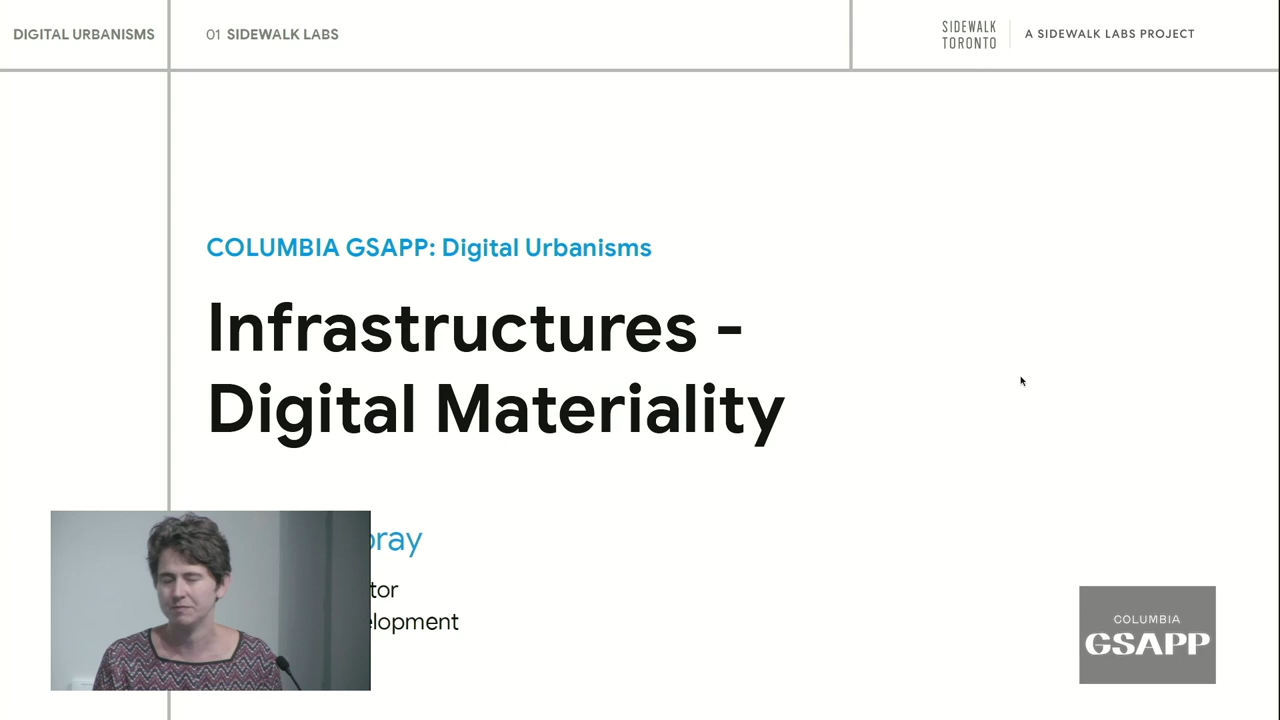 DIGITAL URBANISMS
01 SIDEWALK LABS
SIDEWALK
TORONTO
A SIDEWALK LABS PROJECT
COLUMBIA GSAPP: Digital Urbanisms
Infrastructures -
Digital Materiality
COLUMBIA
GSAPP